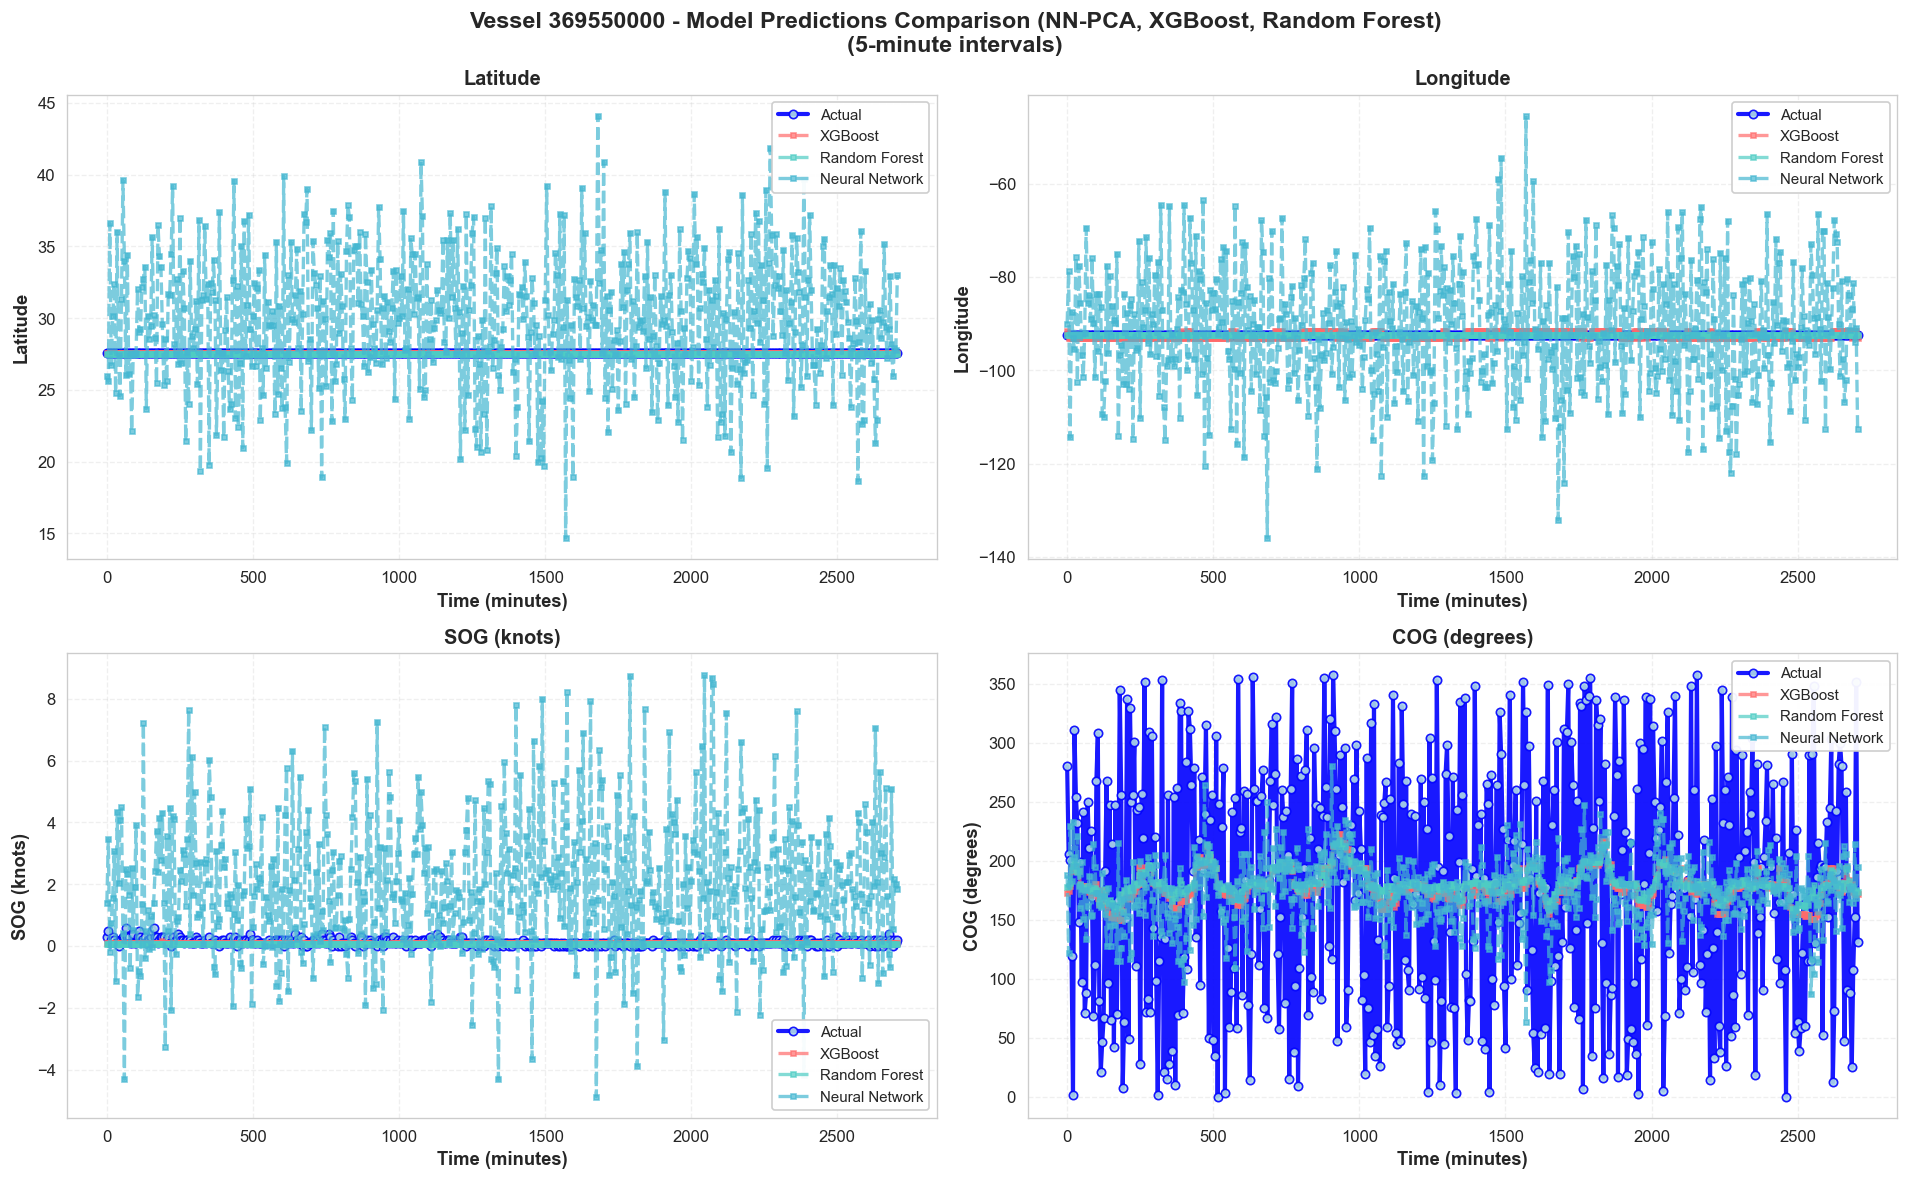 Vessel 369550000 - Model Predictions Comparison (NN-PCA, XGBoost, Random Forest)
(5-minute intervals)
Latitude
45
40
35
30
25
20
15
Latitude
0
500
1000
1500
2000
2500
Time (minutes)
Actual
XGBoost
Random Forest
Neural Network
Longitude
−60
−80
−100
−120
−140
Longitude
0
500
1000
1500
2000
2500
Time (minutes)
Actual
XGBoost
Random Forest
Neural Network
SOG (knots)
8
6
4
2
0
−2
−4
SOG (knots)
0
500
1000
1500
2000
2500
Time (minutes)
Actual
XGBoost
Random Forest
Neural Network
COG (degrees)
350
300
250
200
150
100
50
0
COG (degrees)
0
500
1000
1500
2000
2500
Time (minutes)
Actual
XGBoost
Random Forest
Neural Network